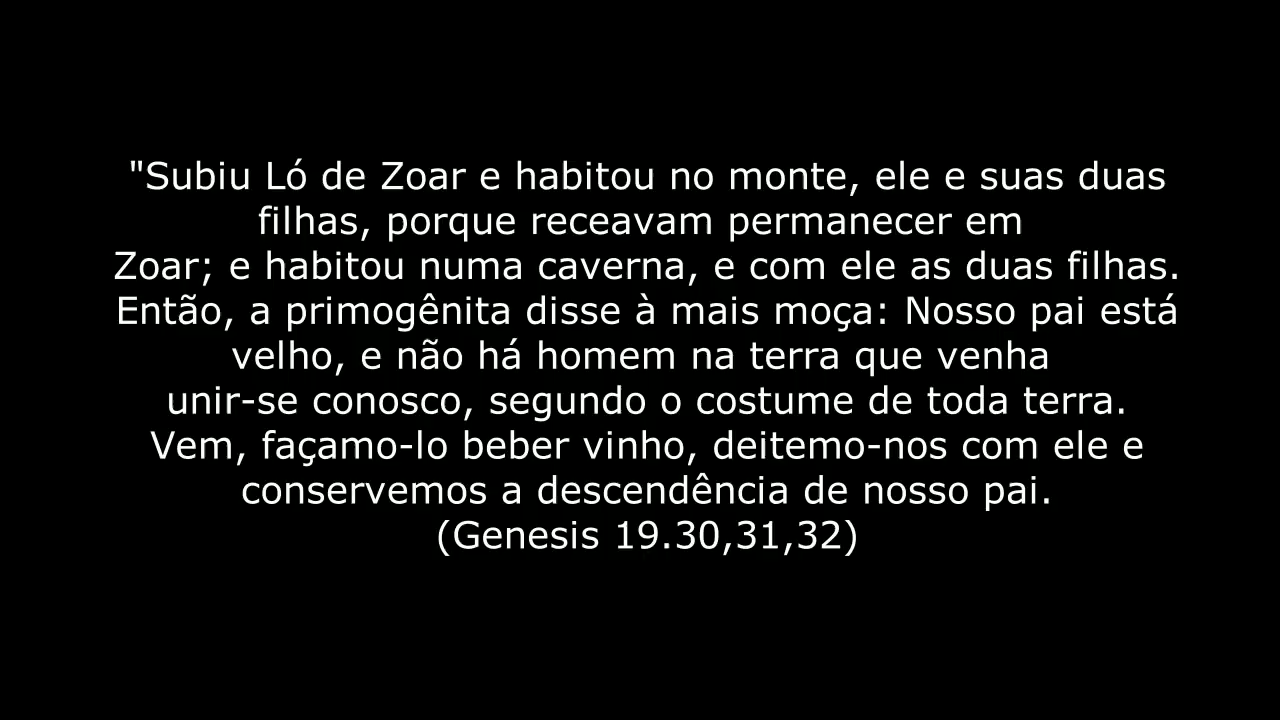 "Subiu Ló de Zoar e habitou no monte, ele e suas duas
filhas, porque receavam permanecer em
Zoar; e habitou numa caverna, e com ele as duas filhas.
Então, a primogênita disse à mais moça: Nosso pai está
velho, e não há homem na terra que venha
unir-se conosco, segundo o costume de toda terra.
Vem, façamo-lo beber vinho, deitemo-nos com ele e
conservemos a descendência de nosso pai.
(Genesis 19.30,31,32)